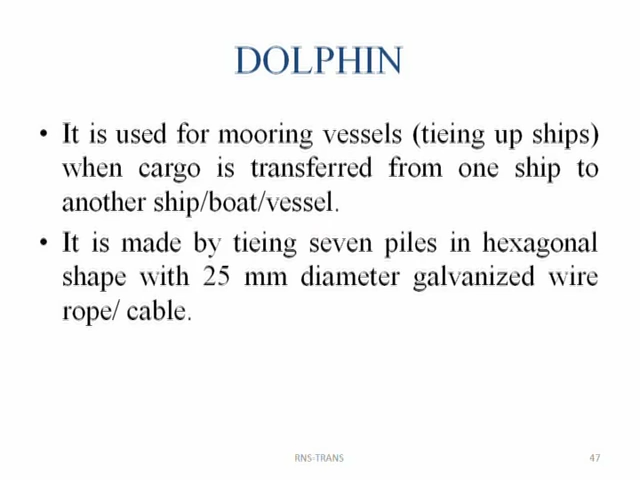 DOLPHIN
• It is used for mooring vessels (tieing up ships)
when cargo is transferred from one ship to
another ship/boat/vessel.
• It is made by tieing seven piles in hexagonal
shape with 25 mm diameter galvanized wire
rope/ cable.
RNS-TRANS
47